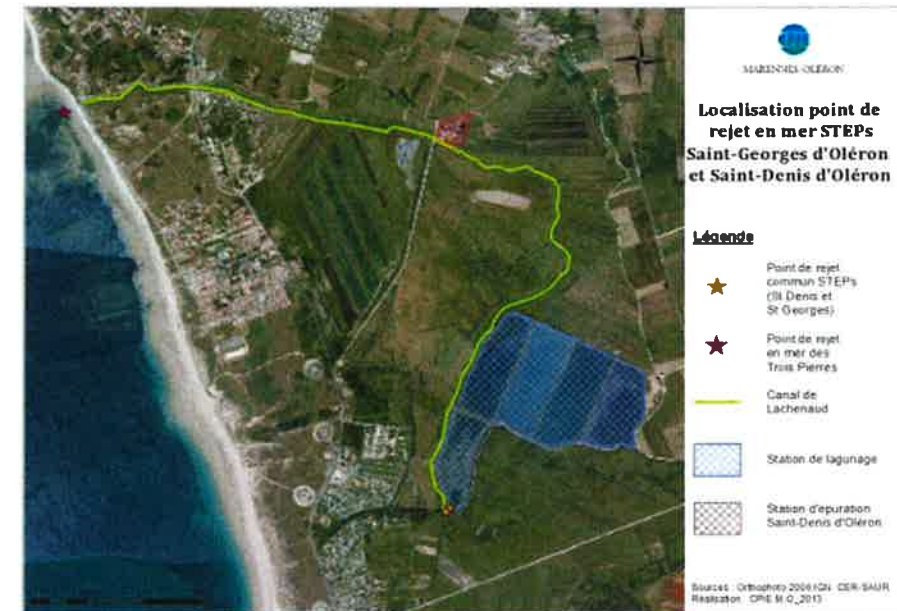 MARENNES-OLÉRON
Localisation point de
rejet en mer STEPs
Saint-Georges d'Oléron
et Saint-Denis d'Oléron
Légende
Point de rejet
commun STEPs
(St Denis et
St Georges)
Point de rejet
en mer des
Trois Pierres
Canal de
Lachenaud
Station de lagunage
Station d'épuration
Saint-Denis d'Oléron
Sources : Orthophoto 2006 IGN, CER-SAUR
Réalisation : CPIE M.O_2013